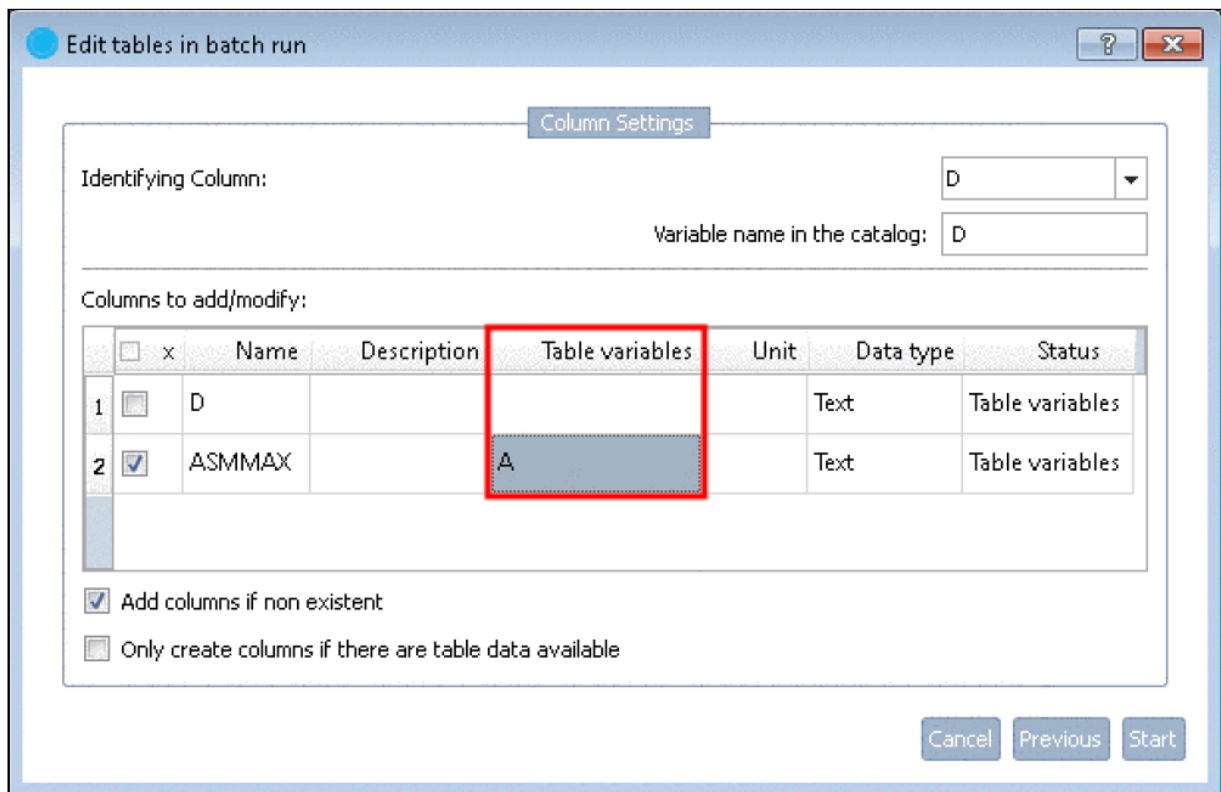 Edit tables in batch run
?
Column Settings
Identifying Column: D
Variable name in the catalog: D
Columns to add/modify:
x Name Description Table variables Unit Data type Status
1 D Text Table variables
2 ASMMAX A Text Table variables
Add columns if non existent
Only create columns if there are table data available
Cancel Previous Start